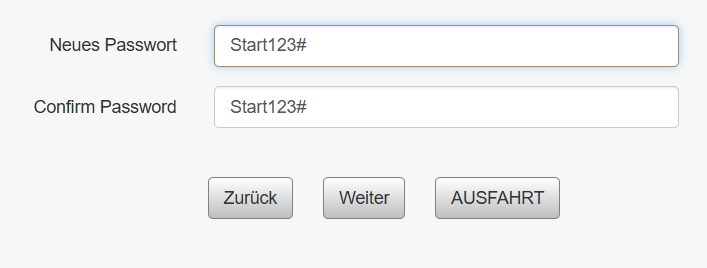 Neues Passwort Start123#
Confirm Password Start123#
Zurück Weiter AUSFAHRT